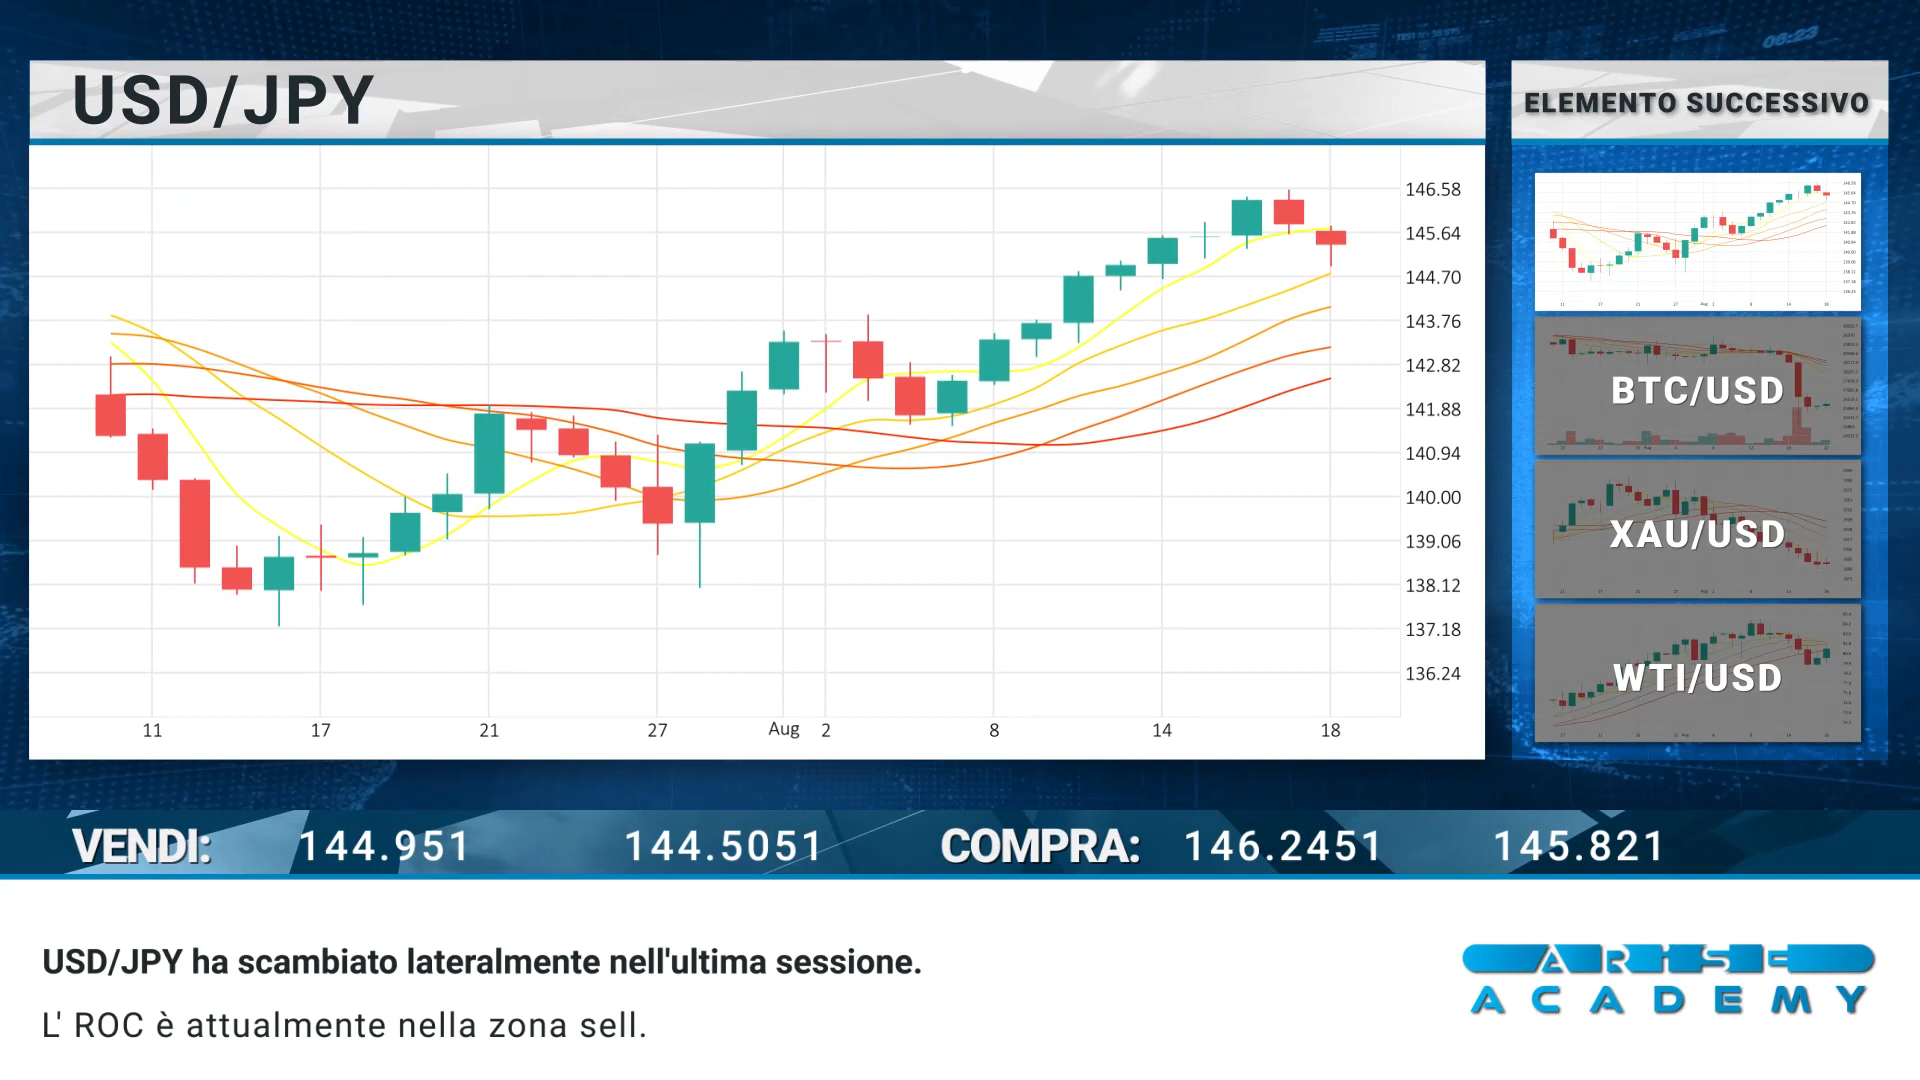 06:23
USD/JPY
ELEMENTO SUCCESSIVO
146.58
145.64
144.70
143.76
142.82
141.88
140.94
140.00
139.06
138.12
137.18
136.24
11 17 21 27 Aug 2 8 14 18
BTC/USD
XAU/USD
WTI/USD
VENDI: 144.951 144.5051 COMPRA: 146.2451 145.821
USD/JPY ha scambiato lateralmente nell'ultima sessione.
L' ROC è attualmente nella zona sell.
ARISE
ACADEMY